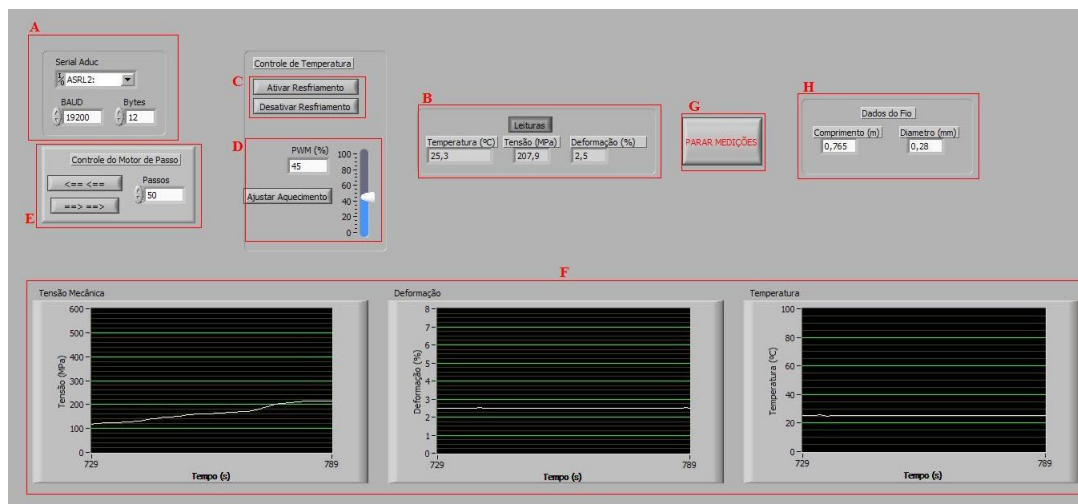 A
Serial Aduc
ASRL2:
BAUD Bytes
19200 12
Controle do Motor de Passo
<== <==
==> ==>
Passos
50
E
Controle de Temperatura
C
Ativar Resfriamento
Desativar Resfriamento
D
PWM (%)
45
Ajustar Aquecimento
100
80
60
40
20
0
B
Leituras
Temperatura (ºC) Tensão (MPa) Deformação (%)
25,3 207,9 2,5
G
PARAR MEDIÇÕES
H
Dados do Fio
Comprimento (m) Diametro (mm)
0,765 0,28
F
Tensão Mecânica
Tensão (MPa)
600
500
400
300
200
100
0
729 789
Tempo (s)
Deformação
Deformação (%)
8
7
6
5
4
3
2
1
0
729 789
Tempo (s)
Temperatura
Temperatura (ºC)
100
80
60
40
20
0
729 789
Tempo (s)